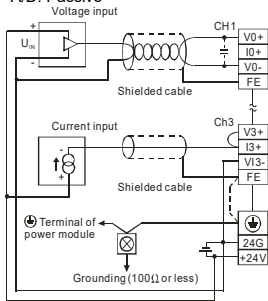 Voltage input
+
UIN
-
CH1
V0+
I0+
V0-
FE
Shielded cable
Current input
-
+
Ch3
V3+
I3+
VI3-
FE
Shielded cable
Terminal of
power module
24G
+24V
Grounding (100Ω or less)